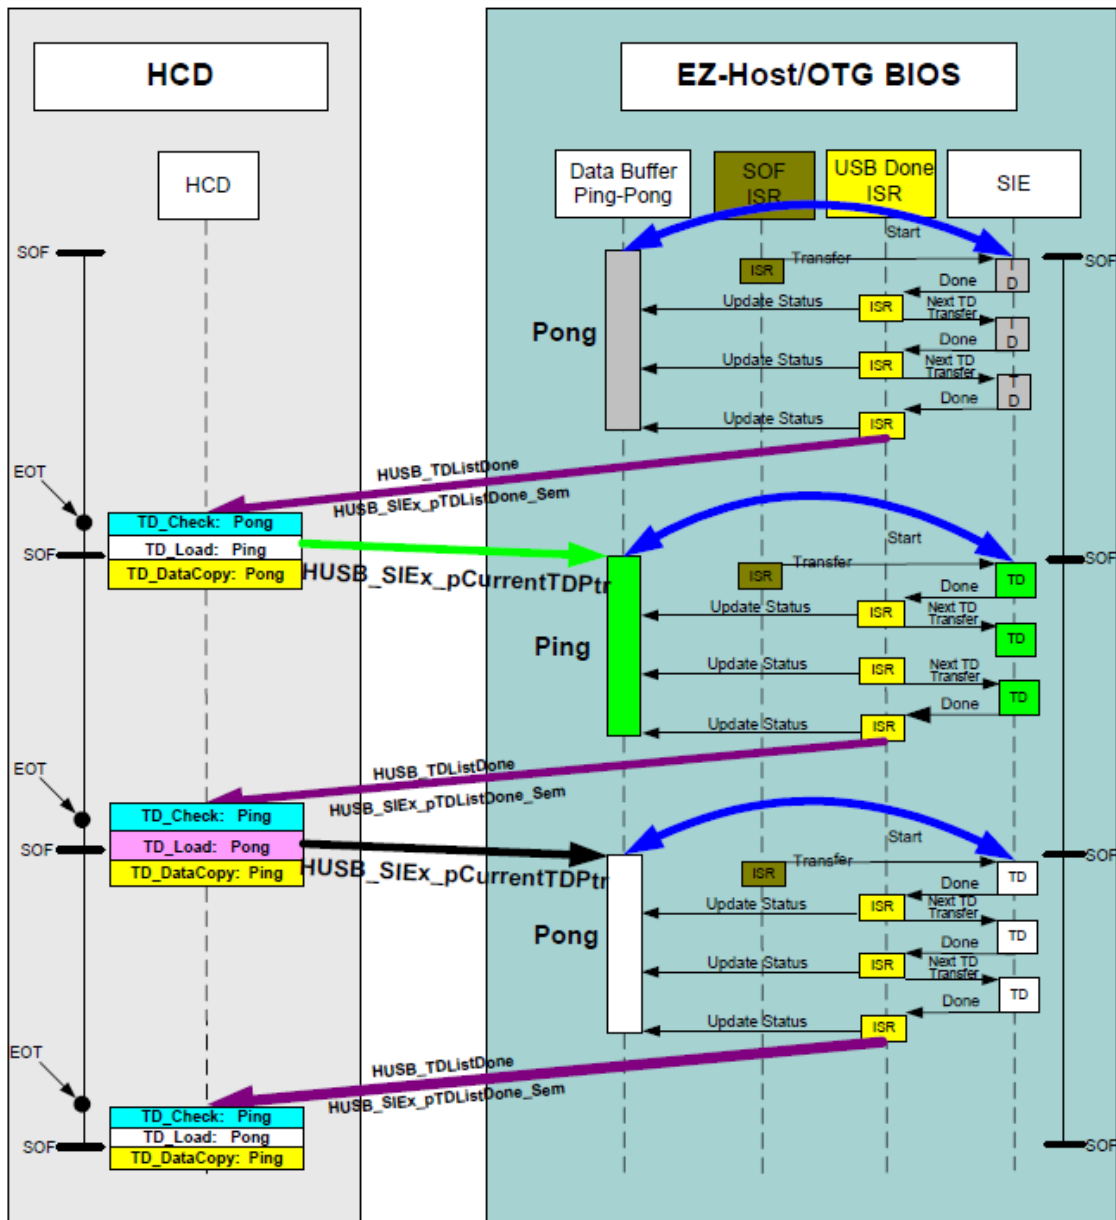 HCD
EZ-Host/OTG BIOS
HCD
Data Buffer
Ping-Pong
SOF
ISR
USB Done
ISR
SIE
Start
SOF
SOF
Transfer
ISR
T
D
Done
Update Status
ISR
Next TD
Transfer
Pong
T
D
Done
Update Status
ISR
Next TD
Transfer
T
D
Done
Update Status
ISR
HUSB_TDListDone
HUSB_SIEx_pTDListDone_Sem
EOT
TD_Check: Pong
TD_Load: Ping
TD_DataCopy: Pong
SOF
HUSB_SIEx_pCurrentTDPtr
Start
SOF
Transfer
ISR
TD
Done
Update Status
ISR
Next TD
Transfer
Ping
TD
Update Status
ISR
Next TD
Transfer
TD
Done
Update Status
ISR
HUSB_TDListDone
HUSB_SIEx_pTDListDone_Sem
EOT
TD_Check: Ping
TD_Load: Pong
TD_DataCopy: Ping
SOF
HUSB_SIEx_pCurrentTDPtr
Start
SOF
Transfer
ISR
TD
Done
Update Status
ISR
Next TD
Transfer
Pong
TD
Done
Update Status
ISR
Next TD
Transfer
TD
Done
Update Status
ISR
HUSB_TDListDone
HUSB_SIEx_pTDListDone_Sem
EOT
TD_Check: Ping
TD_Load: Pong
TD_DataCopy: Ping
SOF
SOF